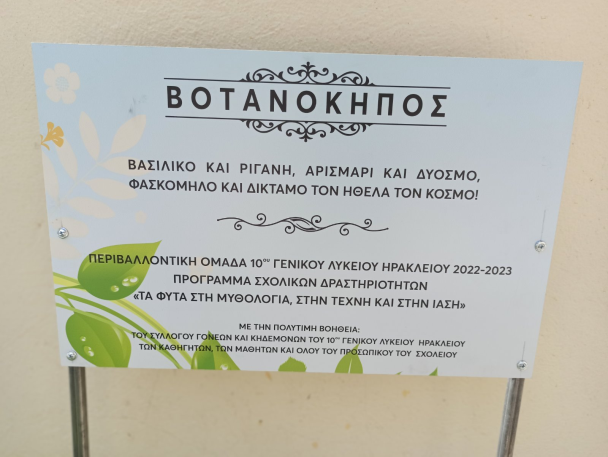 ΒΟΤΑΝΟΚΗΠΟΣ
ΒΑΣΙΛΙΚΟ ΚΑΙ ΡΙΓΑΝΗ, ΑΡΙΣΜΑΡΙ ΚΑΙ ΔΥΟΣΜΟ,
ΦΑΣΚΟΜΗΛΟ ΚΑΙ ΔΙΚΤΑΜΟ ΤΟΝ ΗΘΕΛΑ ΤΟΝ ΚΟΣΜΟ!
ΠΕΡΙΒΑΛΛΟΝΤΙΚΗ ΟΜΑΔΑ 10ου ΓΕΝΙΚΟΥ ΛΥΚΕΙΟΥ ΗΡΑΚΛΕΙΟΥ 2022-2023
ΠΡΟΓΡΑΜΜΑ ΣΧΟΛΙΚΩΝ ΔΡΑΣΤΗΡΙΟΤΗΤΩΝ
«ΤΑ ΦΥΤΑ ΣΤΗ ΜΥΘΟΛΟΓΙΑ, ΣΤΗΝ ΤΕΧΝΗ ΚΑΙ ΣΤΗΝ ΙΑΣΗ»
ΜΕ ΤΗΝ ΠΟΛΥΤΙΜΗ ΒΟΗΘΕΙΑ:
ΤΟΥ ΣΥΛΛΟΓΟΥ ΓΟΝΕΩΝ ΚΑΙ ΚΗΔΕΜΟΝΩΝ ΤΟΥ 10ου ΓΕΝΙΚΟΥ ΛΥΚΕΙΟΥ ΗΡΑΚΛΕΙΟΥ
ΤΩΝ ΚΑΘΗΓΗΤΩΝ, ΤΩΝ ΜΑΘΗΤΩΝ ΚΑΙ ΟΛΟΥ ΤΟΥ ΠΡΟΣΩΠΙΚΟΥ ΤΟΥ ΣΧΟΛΕΙΟΥ